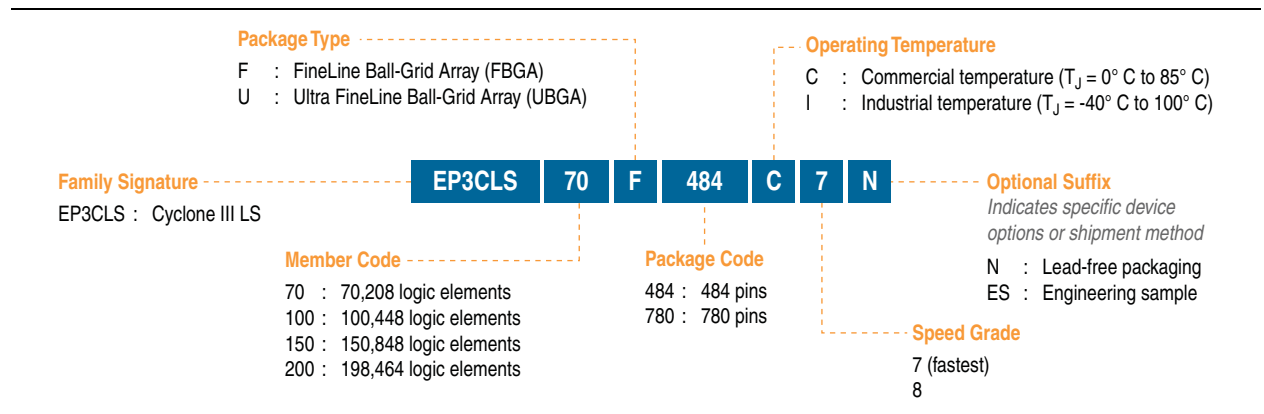 Package Type
F : FineLine Ball-Grid Array (FBGA)
U : Ultra FineLine Ball-Grid Array (UBGA)
Operating Temperature
C : Commercial temperature (TJ = 0° C to 85° C)
I : Industrial temperature (TJ = -40° C to 100° C)
EP3CLS 70 F 484 C 7 N
Family Signature
EP3CLS : Cyclone III LS
Optional Suffix
Indicates specific device
options or shipment method
N : Lead-free packaging
ES : Engineering sample
Member Code
70 : 70,208 logic elements
100 : 100,448 logic elements
150 : 150,848 logic elements
200 : 198,464 logic elements
Package Code
484 : 484 pins
780 : 780 pins
Speed Grade
7 (fastest)
8